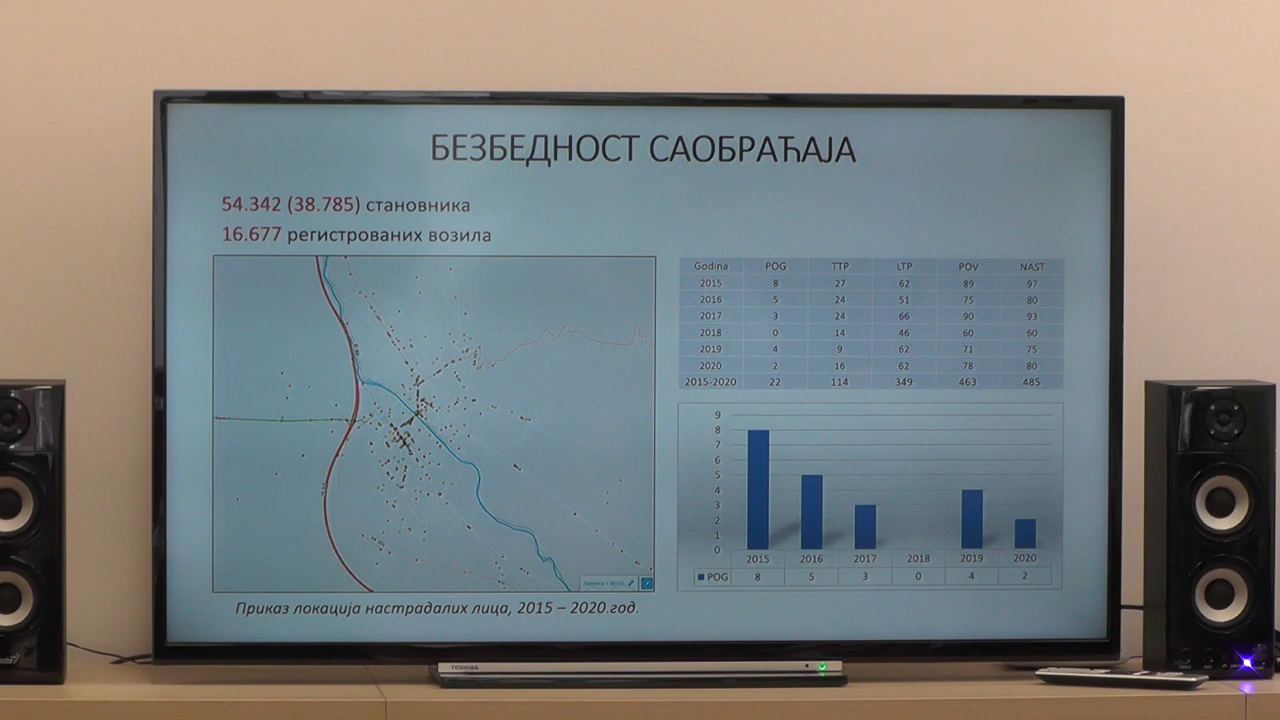 БЕЗБЕДНОСТ САОБРАЋАЈА
54.342 (38.785) становника
16.677 регистрованих возила
Godina POG TTP LTP POV NAST
2015 8 27 62 89 97
2016 5 24 51 75 80
2017 3 24 66 90 93
2018 0 14 46 60 60
2019 4 9 62 71 75
2020 2 16 62 78 80
2015-2020 22 114 349 463 485
9
8
7
6
5
4
3
2
1
0
2015 2016 2017 2018 2019 2020
POG 8 5 3 0 4 2
Приказ локација настрадалих лица, 2015 – 2020.год.
TOSHIBA